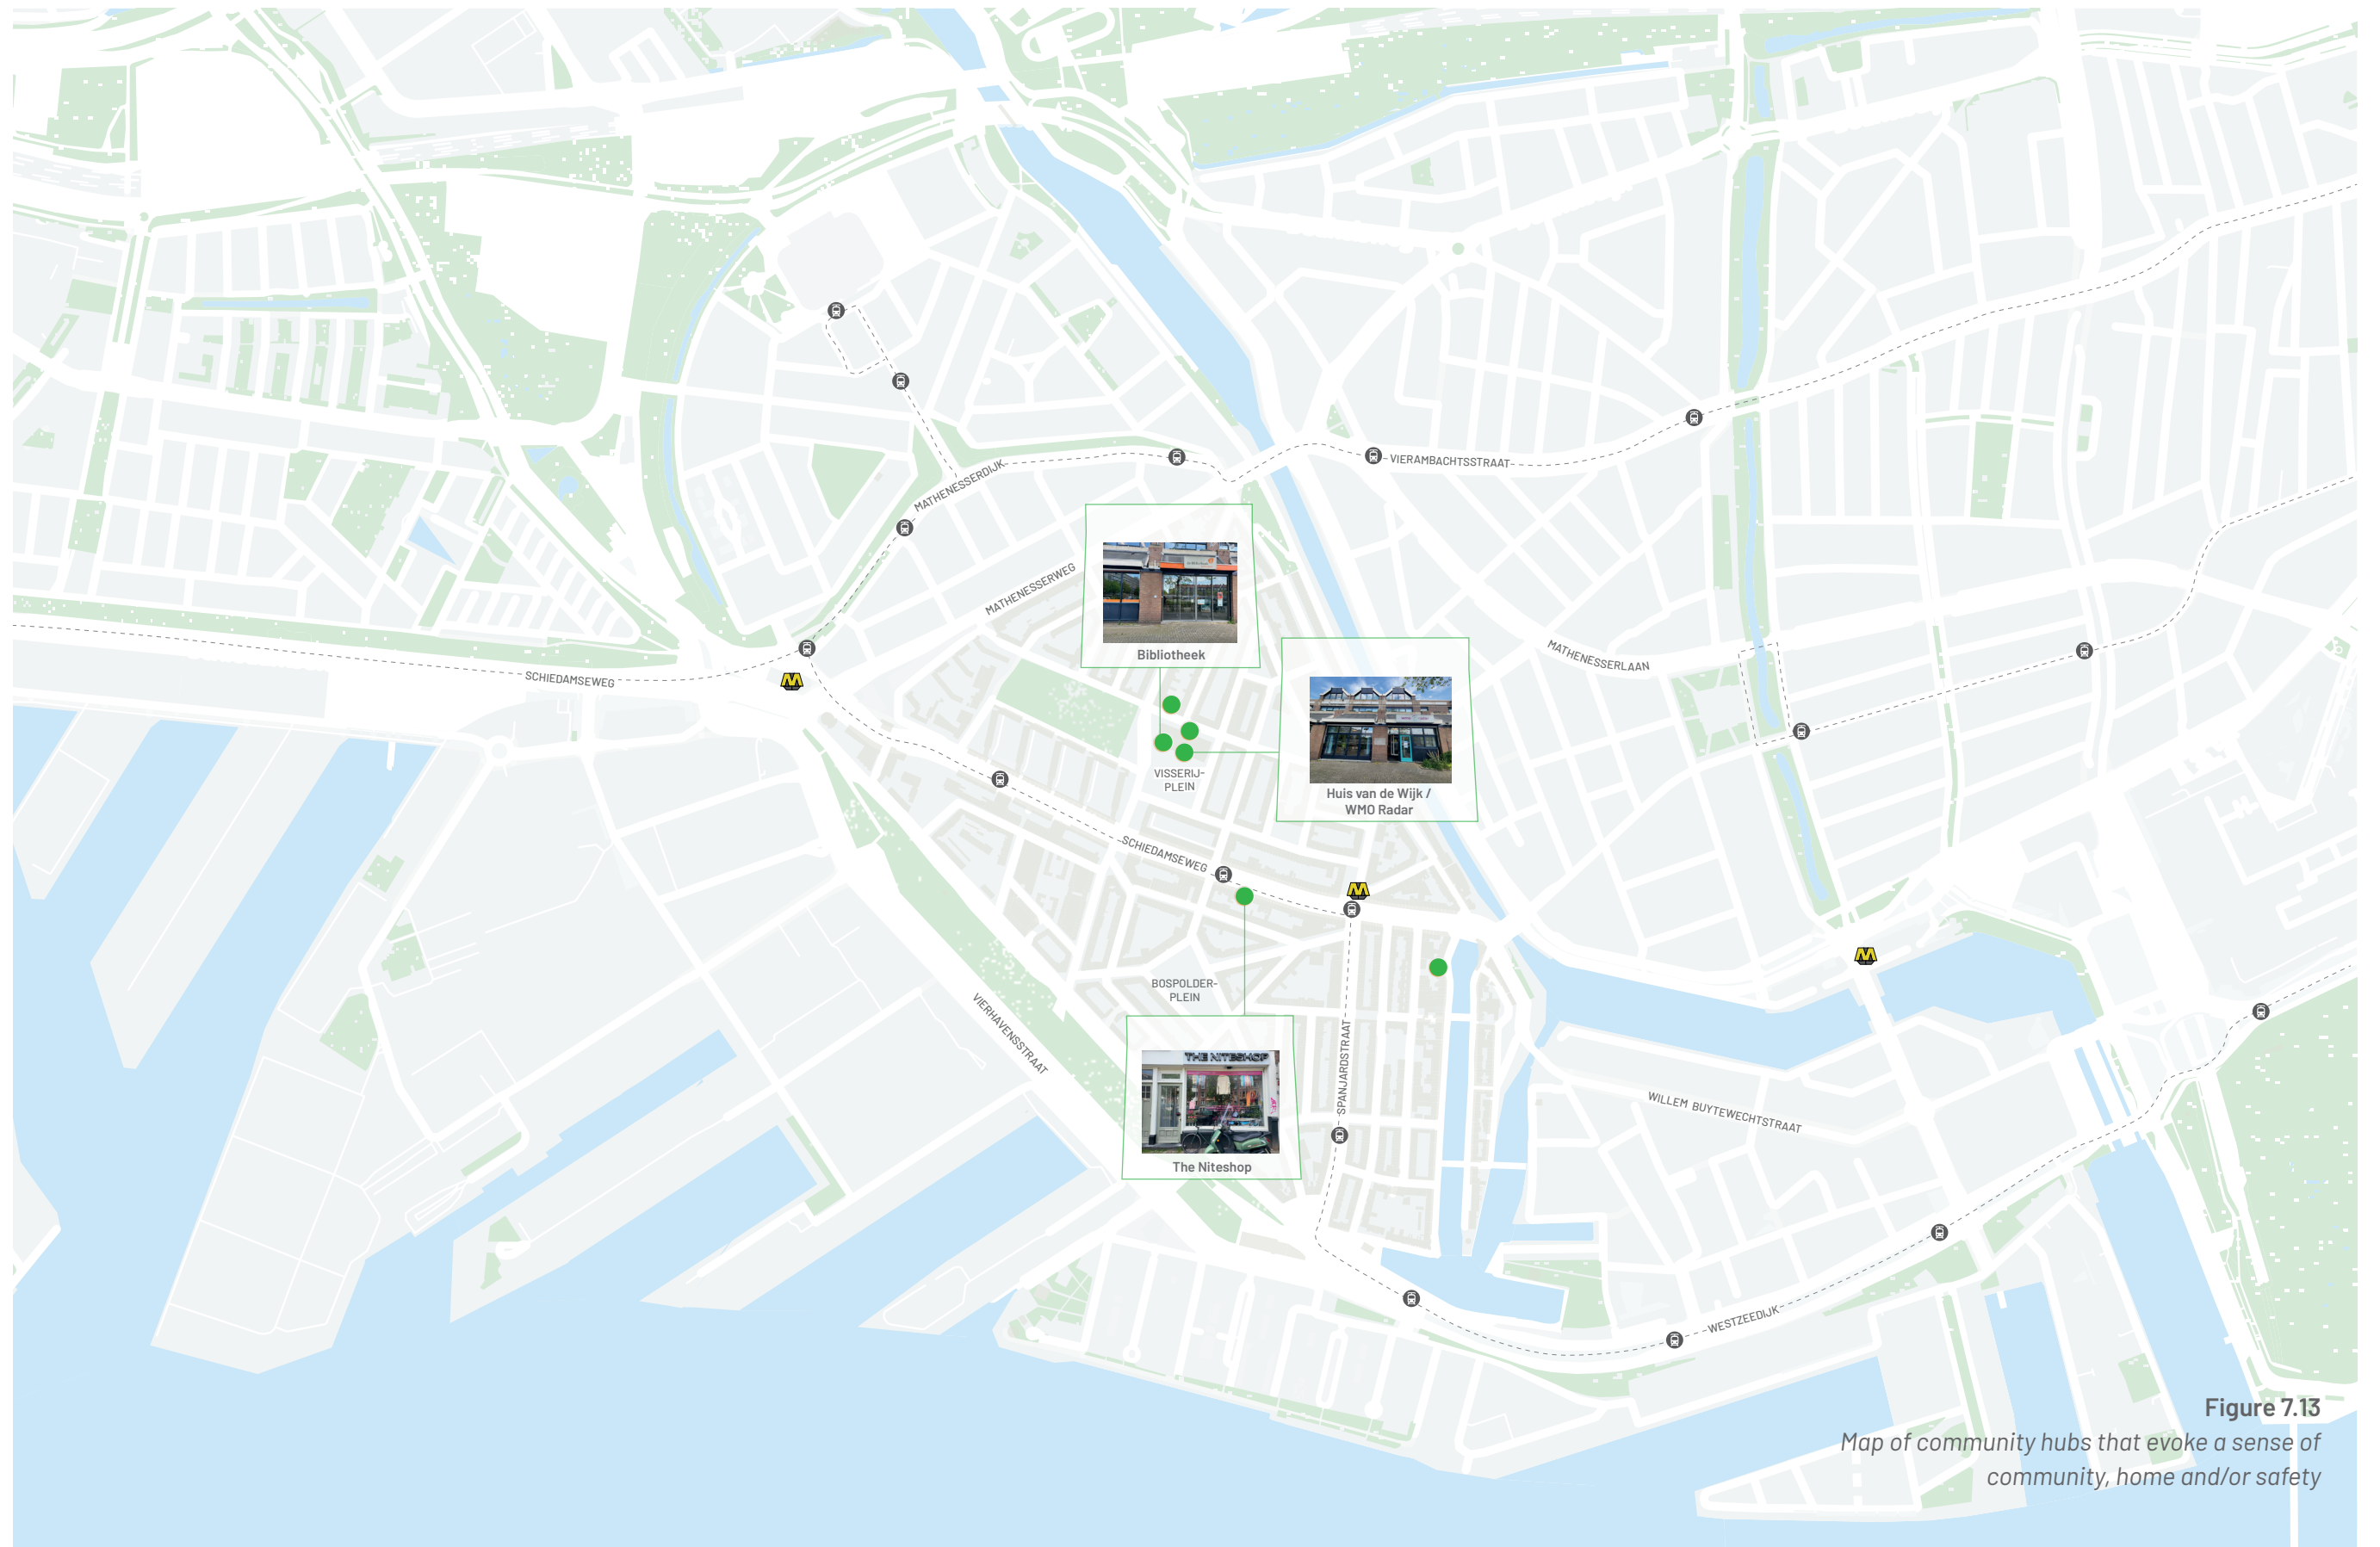 VIERAMBACHTSSTRAAT
MATHENESSERDIJK
MATHENESSERWEG
Bibliotheek
MATHENESSERLAAN
SCHIEDAMSEWEG
VISSERIJ-
PLEIN
Huis van de Wijk /
WMO Radar
SCHIEDAMSEWEG
BOSPOLDER-
PLEIN
VIERHAVENSSTRAAT
SPANJAARDSTRAAT
THE NITESHOP
The Niteshop
WILLEM BUYTEWECHTSTRAAT
WESTZEEDIJK
Figure 7.13
Map of community hubs that evoke a sense of
community, home and/or safety